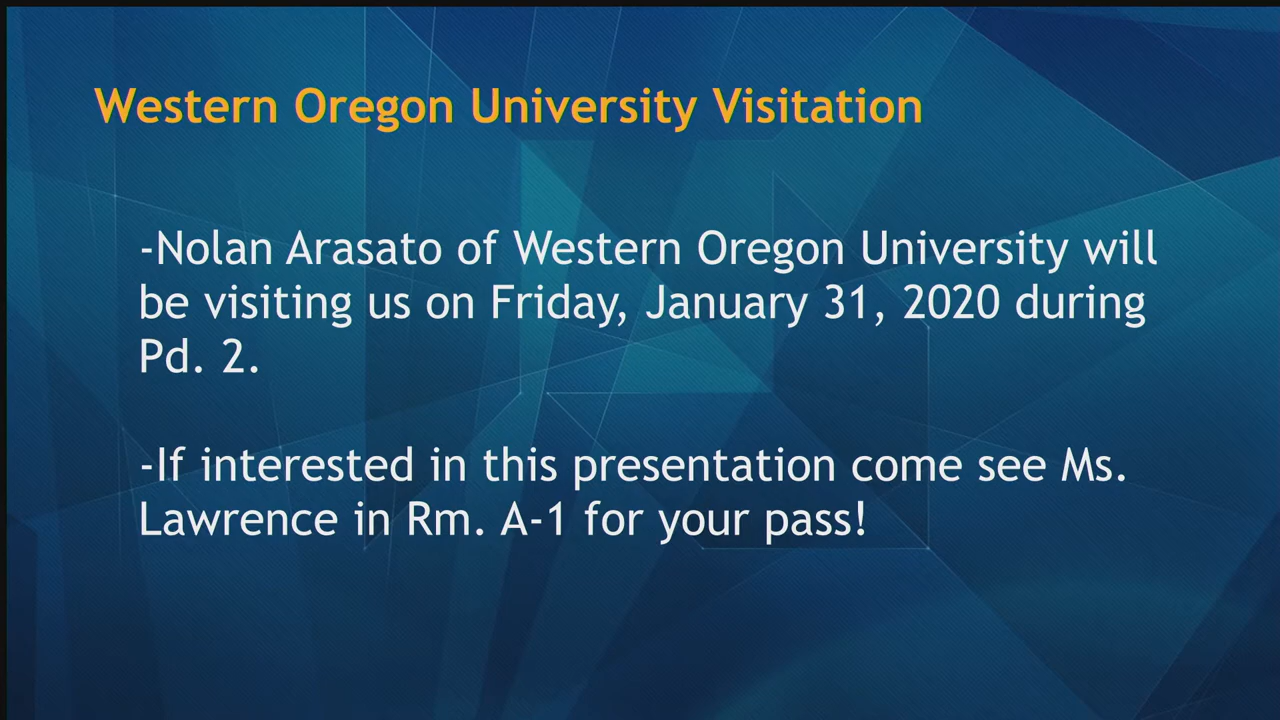 Western Oregon University Visitation
-Nolan Arasato of Western Oregon University will
be visiting us on Friday, January 31, 2020 during
Pd. 2.
-If interested in this presentation come see Ms.
Lawrence in Rm. A-1 for your pass!